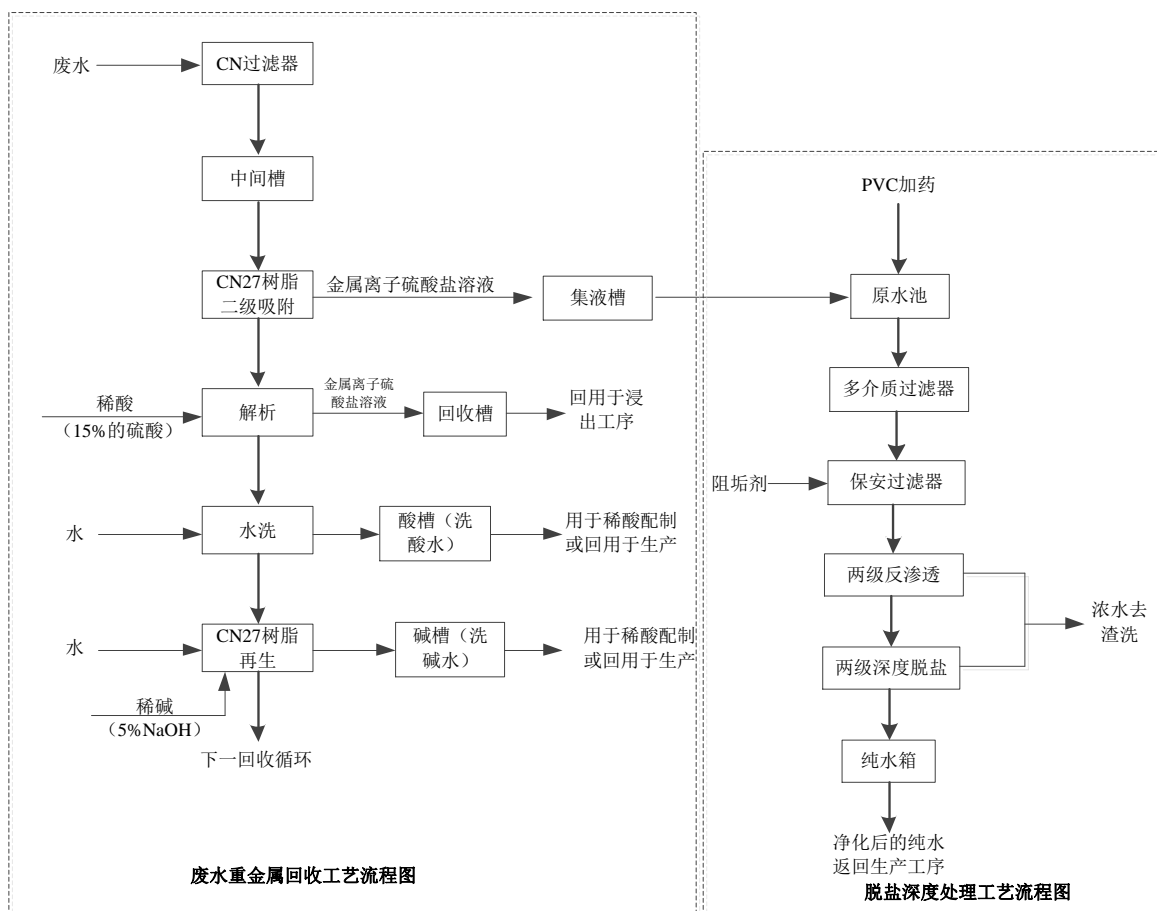 废水
CN过滤器
中间槽
CN27树脂
二级吸附
金属离子硫酸盐溶液
集液槽
稀酸
（15%的硫酸）
解析
金属离子硫
酸盐溶液
回收槽
回用于浸
出工序
水
水洗
酸槽（洗
酸水）
用于稀酸配制
或回用于生产
水
CN27树脂
再生
碱槽（洗
碱水）
用于稀酸配制
或回用于生产
稀碱
（5%NaOH）
下一回收循环
废水重金属回收工艺流程图
PVC加药
原水池
多介质过滤器
阻垢剂
保安过滤器
两级反渗透
浓水去
渣洗
两级深度脱盐
纯水箱
净化后的纯水
返回生产工序
脱盐深度处理工艺流程图